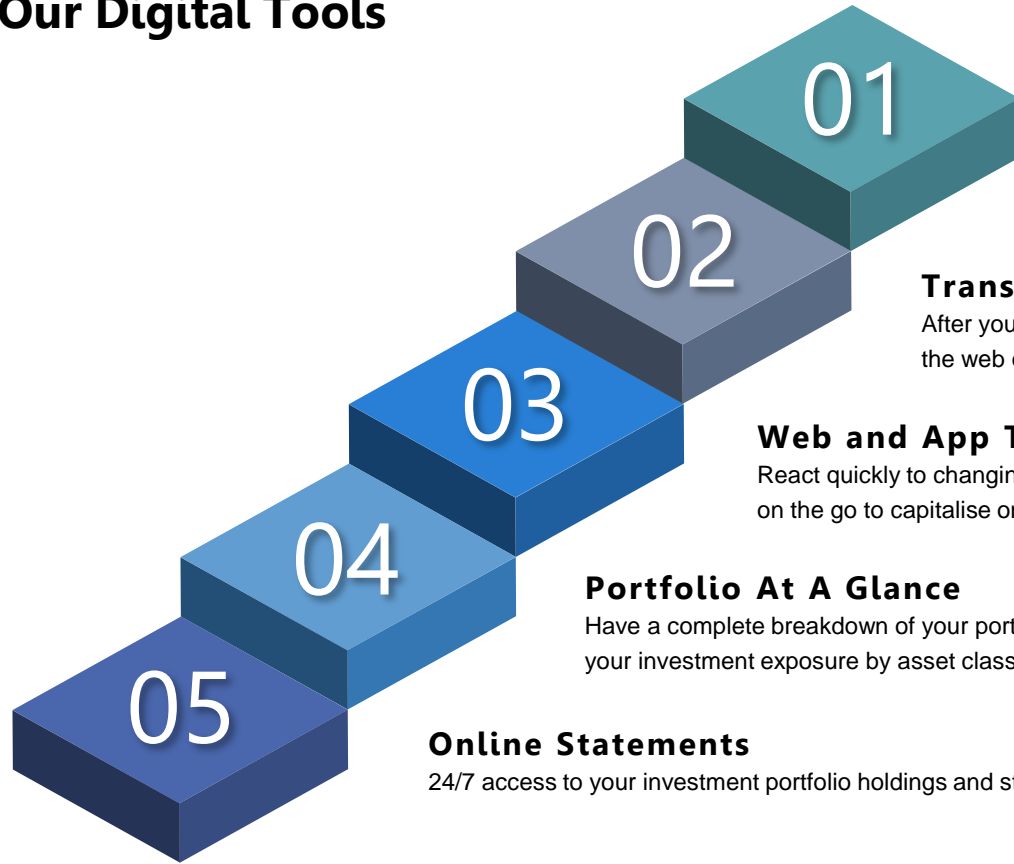 Our Digital Tools
01
02
Trans
After you
the web
03
Web and App T
React quickly to changin
on the go to capitalise on
04
Portfolio At A Glance
Have a complete breakdown of your port
your investment exposure by asset class
05
Online Statements
24/7 access to your investment portfolio holdings and st